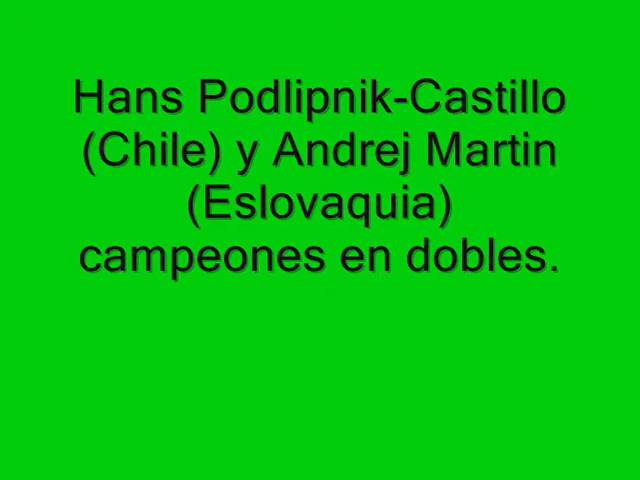 Hans Podlipnik-Castillo
(Chile) y Andrej Martin
(Eslovaquia)
campeones en dobles.